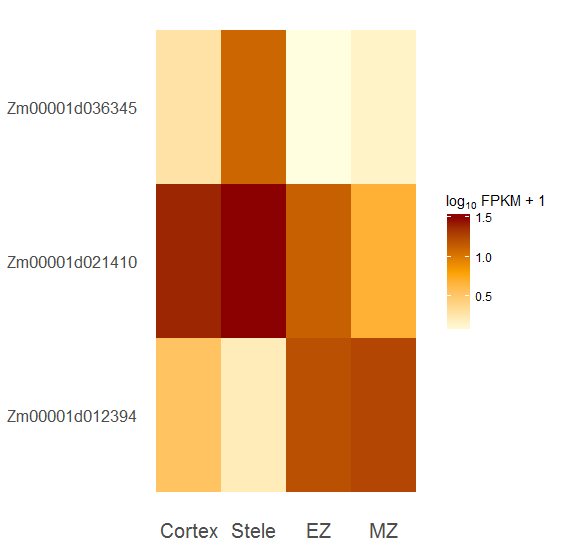 Zm00001d036345
Zm00001d021410
Zm00001d012394
Cortex Stele EZ MZ
log₁₀ FPKM + 1
1.5
1.0
0.5